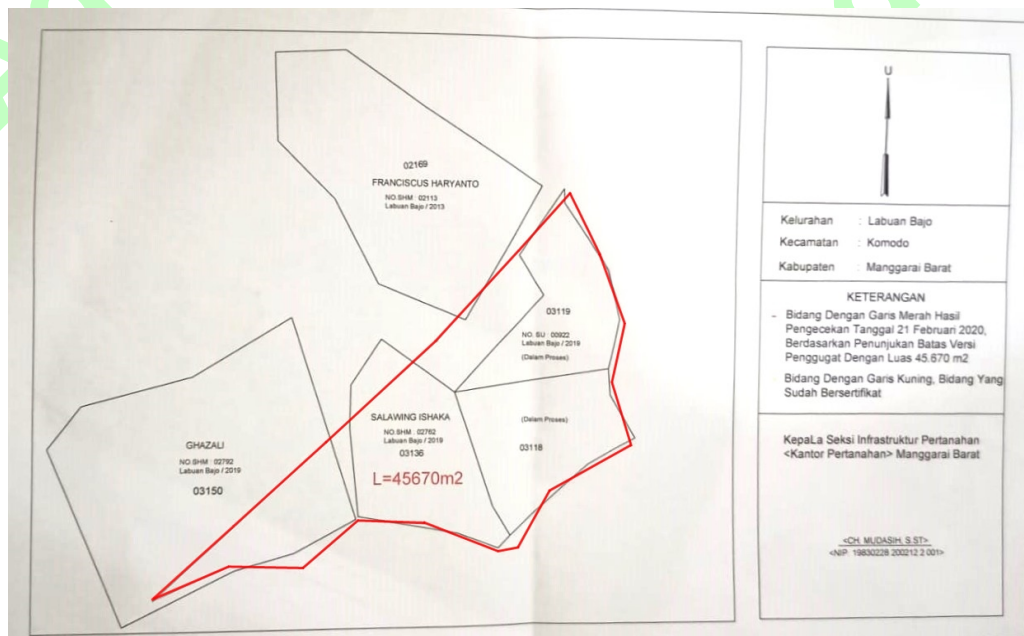 02169
FRANCISCUS HARYANTO
NO.SHM : 02113
Labuan Bajo / 2013
03119
NO. SU : 00922
Labuan Bajo / 2019
(Dalam Proses)
SALAWING ISHAKA
NO.SHM : 02762
Labuan Bajo / 2019
03136
L=45670m2
(Dalam Proses)
03118
GHAZALI
NO.SHM : 02792
Labuan Bajo / 2019
03150
U
Kelurahan : Labuan Bajo
Kecamatan : Komodo
Kabupaten : Manggarai Barat
KETERANGAN
- Bidang Dengan Garis Merah Hasil
Pengecekan Tanggal 21 Februari 2020,
Berdasarkan Penunjukan Batas Versi
Penggugat Dengan Luas 45.670 m2
Bidang Dengan Garis Kuning, Bidang Yang
Sudah Bersertifikat
KepaLa Seksi Infrastruktur Pertanahan
<Kantor Pertanahan> Manggarai Barat
<CH. MUDASIH, S.ST>
<NIP. 19830228 200212 2 001>